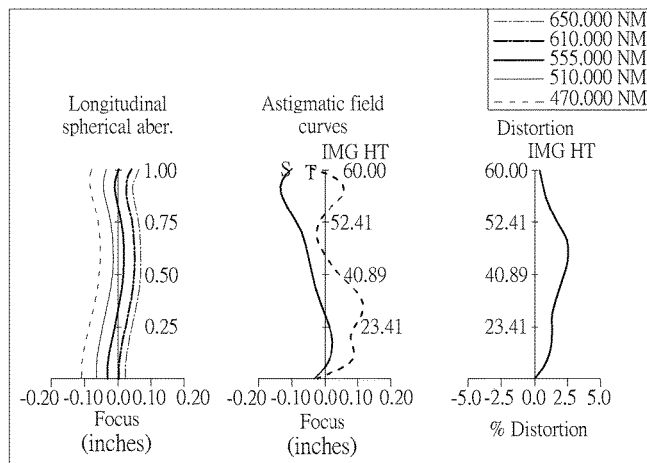 650.000 NM
610.000 NM
555.000 NM
510.000 NM
470.000 NM
Longitudinal
spherical aber.
1.00
0.75
0.50
0.25
-0.20 -0.10 0.00 0.10 0.20
Focus
(inches)
Astigmatic field
curves
IMG HT
S T 60.00
52.41
40.89
23.41
-0.20 -0.10 0.00 0.10 0.20
Focus
(inches)
Distortion
IMG HT
60.00
52.41
40.89
23.41
-5.0 -2.5 0.0 2.5 5.0
% Distortion